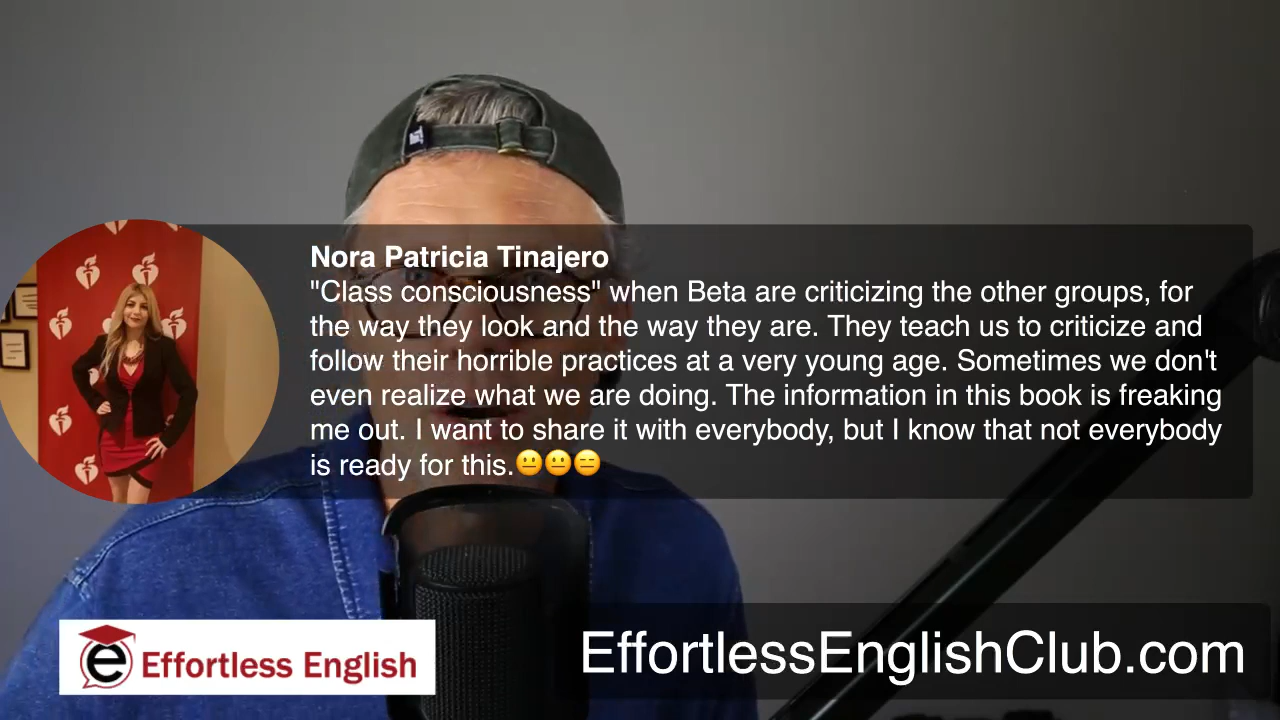 Nora Patricia Tinajero
"Class consciousness" when Beta are criticizing the other groups, for
the way they look and the way they are. They teach us to criticize and
follow their horrible practices at a very young age. Sometimes we don't
even realize what we are doing. The information in this book is freaking
me out. I want to share it with everybody, but I know that not everybody
is ready for this.😐😐😑
e Effortless English
EffortlessEnglishClub.com